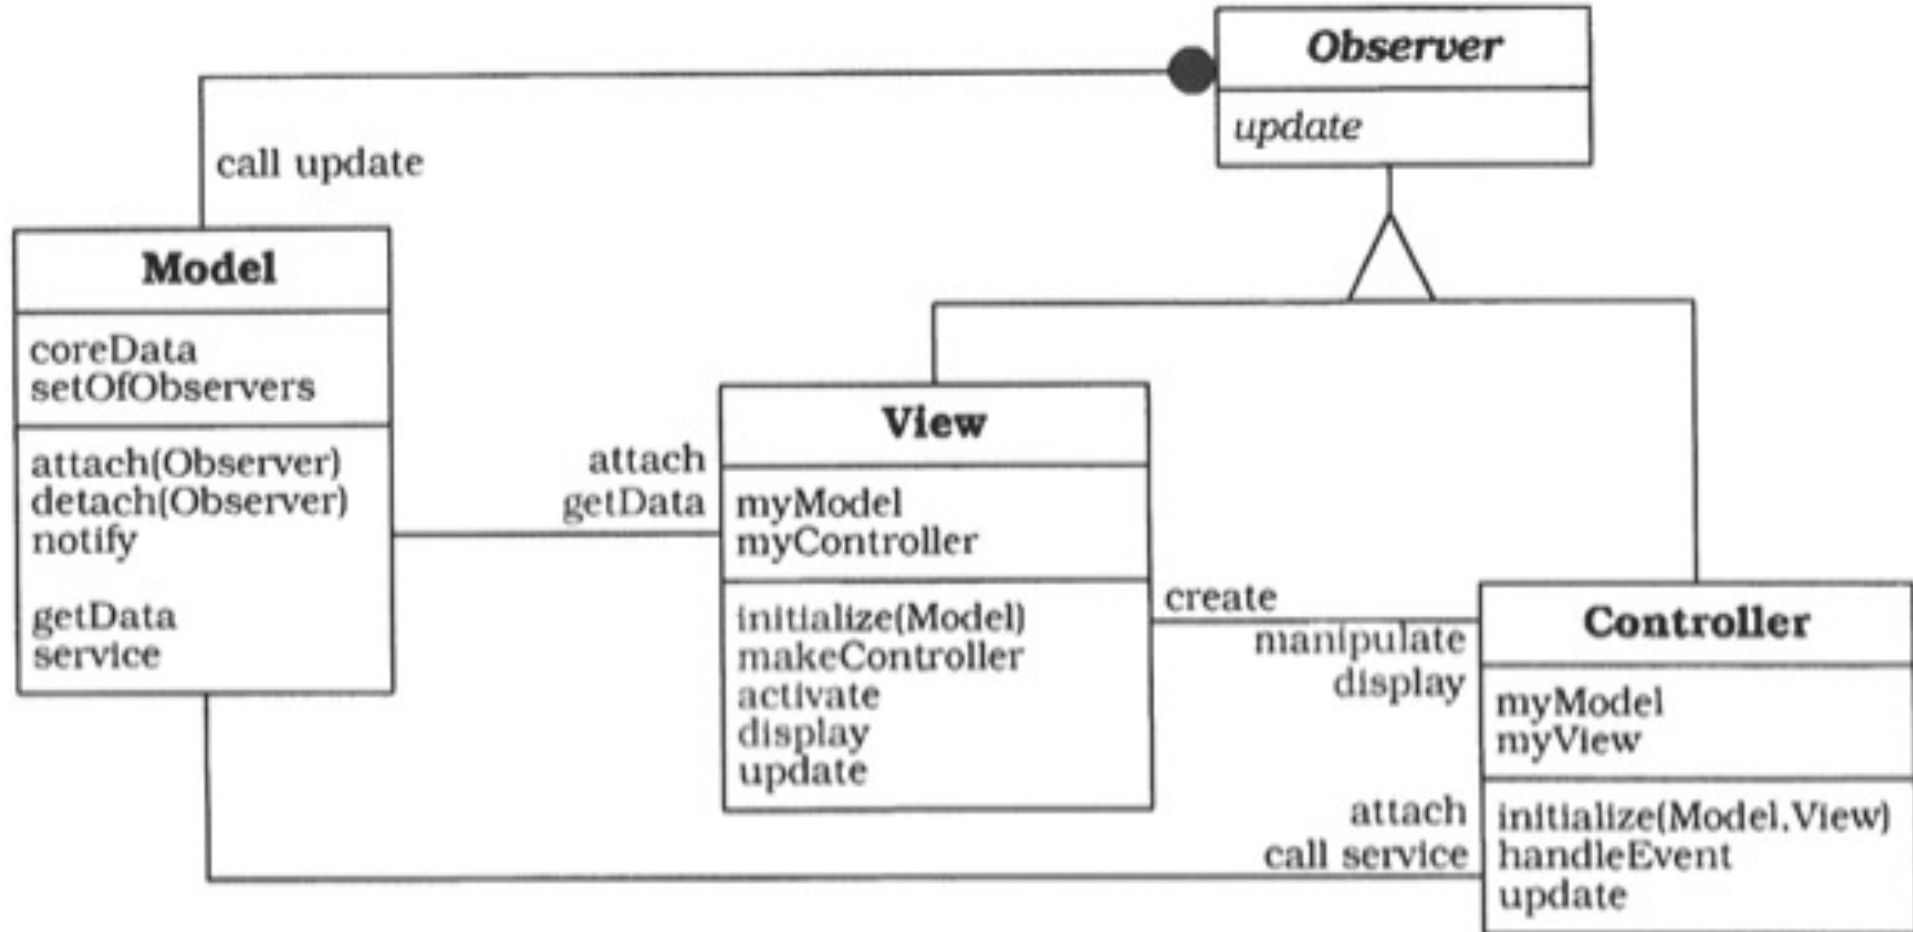 Observer
update
call update
Model
coreData
setOfObservers
attach(Observer)
detach(Observer)
notify
getData
service
attach
getData
View
myModel
myController
initialize(Model)
makeController
activate
display
update
create
manipulate
display
Controller
myModel
myView
attach
call service
initialize(Model,View)
handleEvent
update